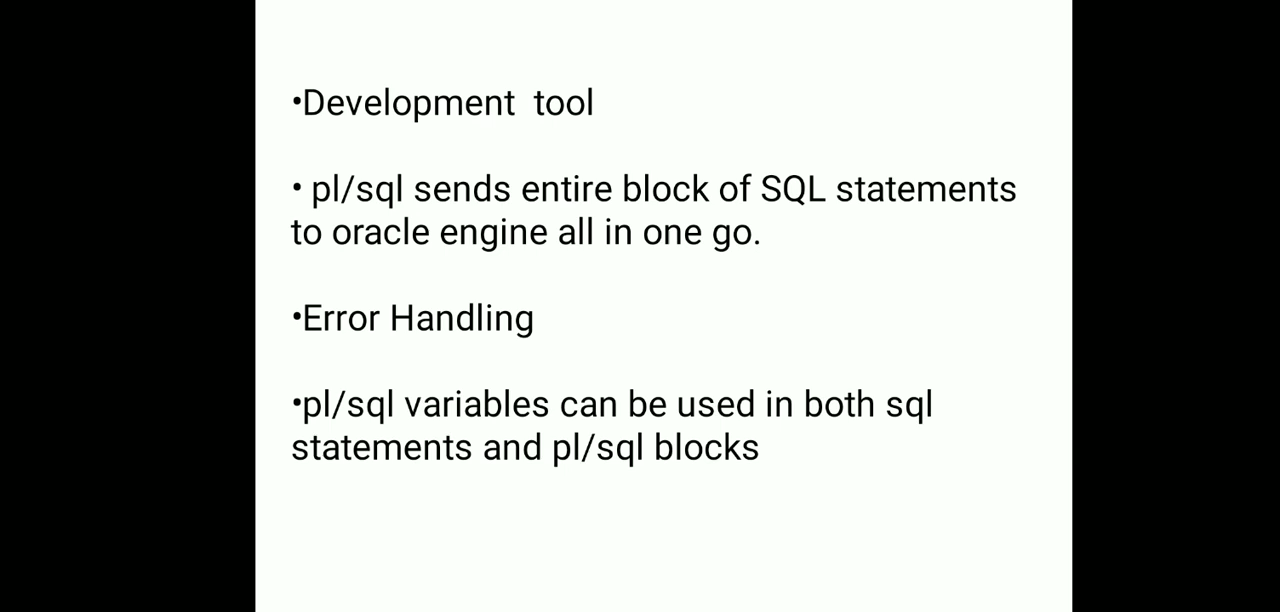 •Development  tool
• pl/sql sends entire block of SQL statements
to oracle engine all in one go.
•Error Handling
•pl/sql variables can be used in both sql
statements and pl/sql blocks